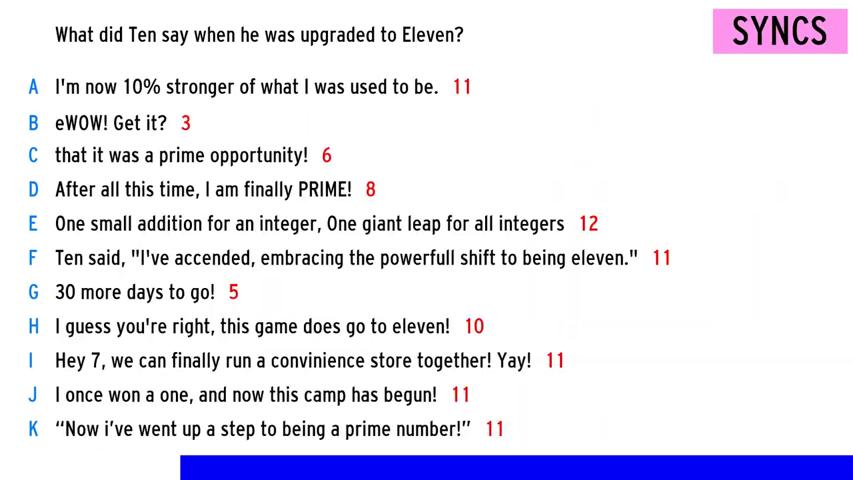 What did Ten say when he was upgraded to Eleven?
SYNCS
A I'm now 10% stronger of what I was used to be. 11
B eWOW! Get it? 3
C that it was a prime opportunity! 6
D After all this time, I am finally PRIME! 8
E One small addition for an integer, One giant leap for all integers 12
F Ten said, "I've accended, embracing the powerfull shift to being eleven." 11
G 30 more days to go! 5
H I guess you're right, this game does go to eleven! 10
I Hey 7, we can finally run a convinience store together! Yay! 11
J I once won a one, and now this camp has begun! 11
K “Now i’ve went up a step to being a prime number!” 11